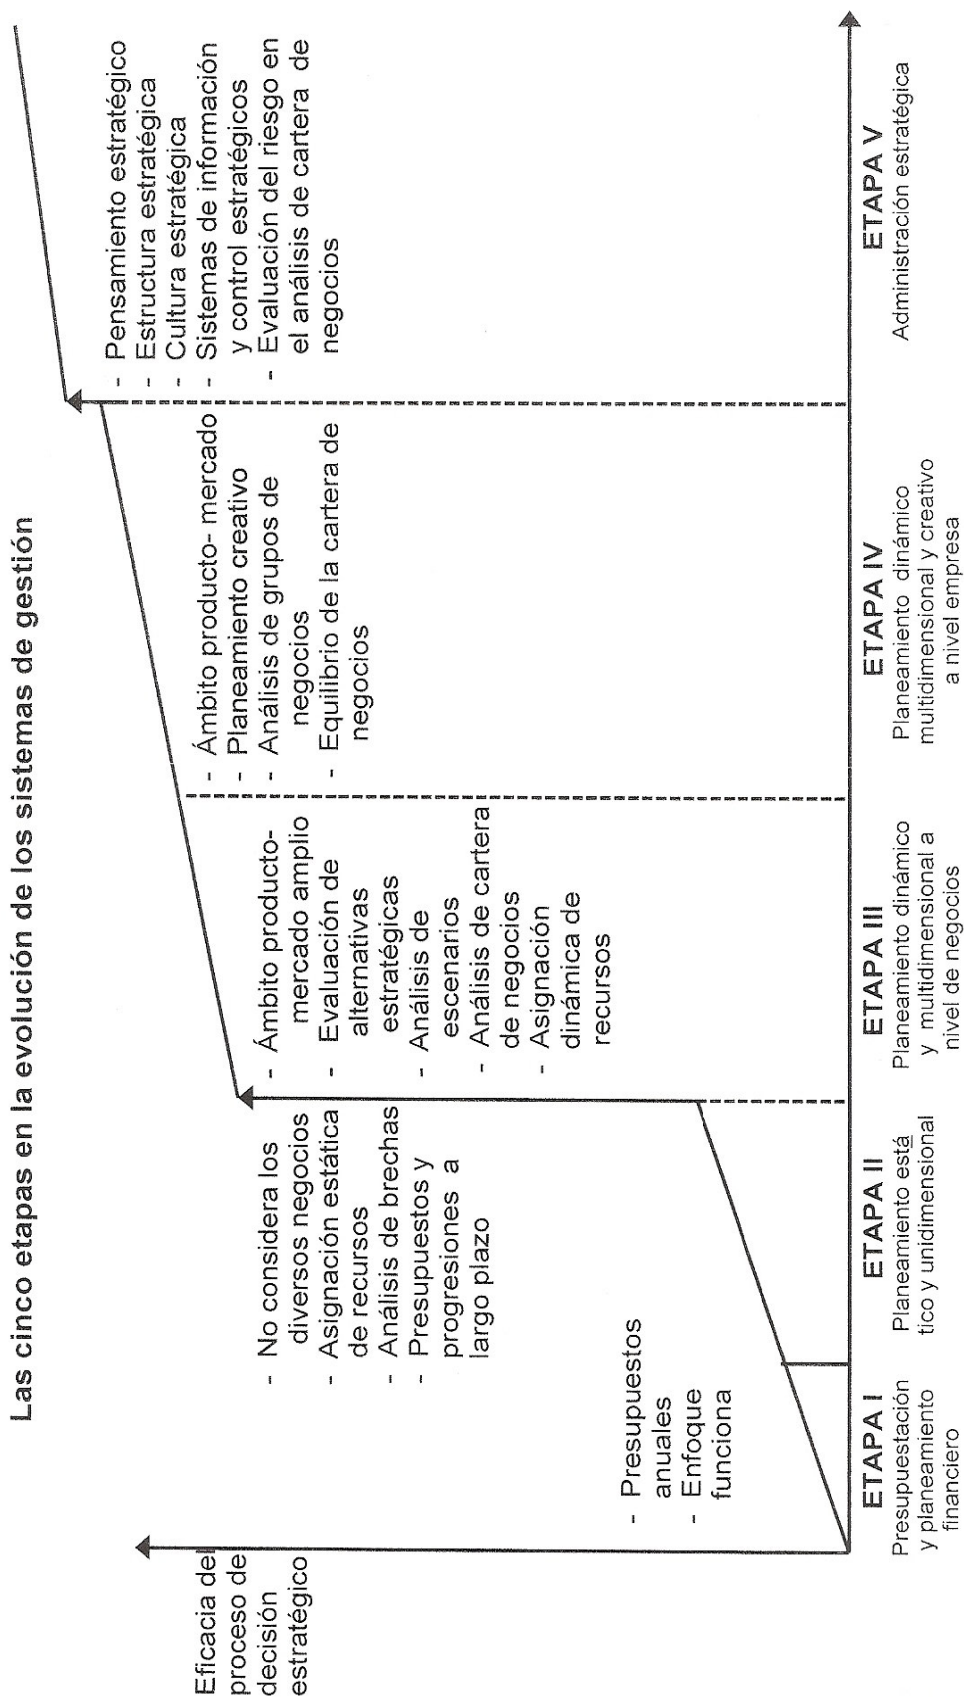 Las cinco etapas en la evolución de los sistemas de gestión
Eficacia del
proceso de
decisión
estratégico
- Presupuestos
anuales
- Enfoque
funciona
- No considera los
diversos negocios
- Asignación estática
de recursos
- Análisis de brechas
- Presupuestos y
progresiones a
largo plazo
- Ámbito producto-
mercado amplio
- Evaluación de
alternativas
estratégicas
- Análisis de
escenarios
- Análisis de cartera
de negocios
- Asignación
dinámica de
recursos
- Ámbito producto- mercado
- Planeamiento creativo
- Análisis de grupos de
negocios
- Equilibrio de la cartera de
negocios
- Pensamiento estratégico
- Estructura estratégica
- Cultura estratégica
- Sistemas de información
y control estratégicos
- Evaluación del riesgo en
el análisis de cartera de
negocios
ETAPA I
Presupuestación
y planeamiento
financiero
ETAPA II
Planeamiento está
tico y unidimensional
ETAPA III
Planeamiento dinámico
y multidimensional a
nivel de negocios
ETAPA IV
Planeamiento dinámico
multidimensional y creativo
a nivel empresa
ETAPA V
Administración estratégica